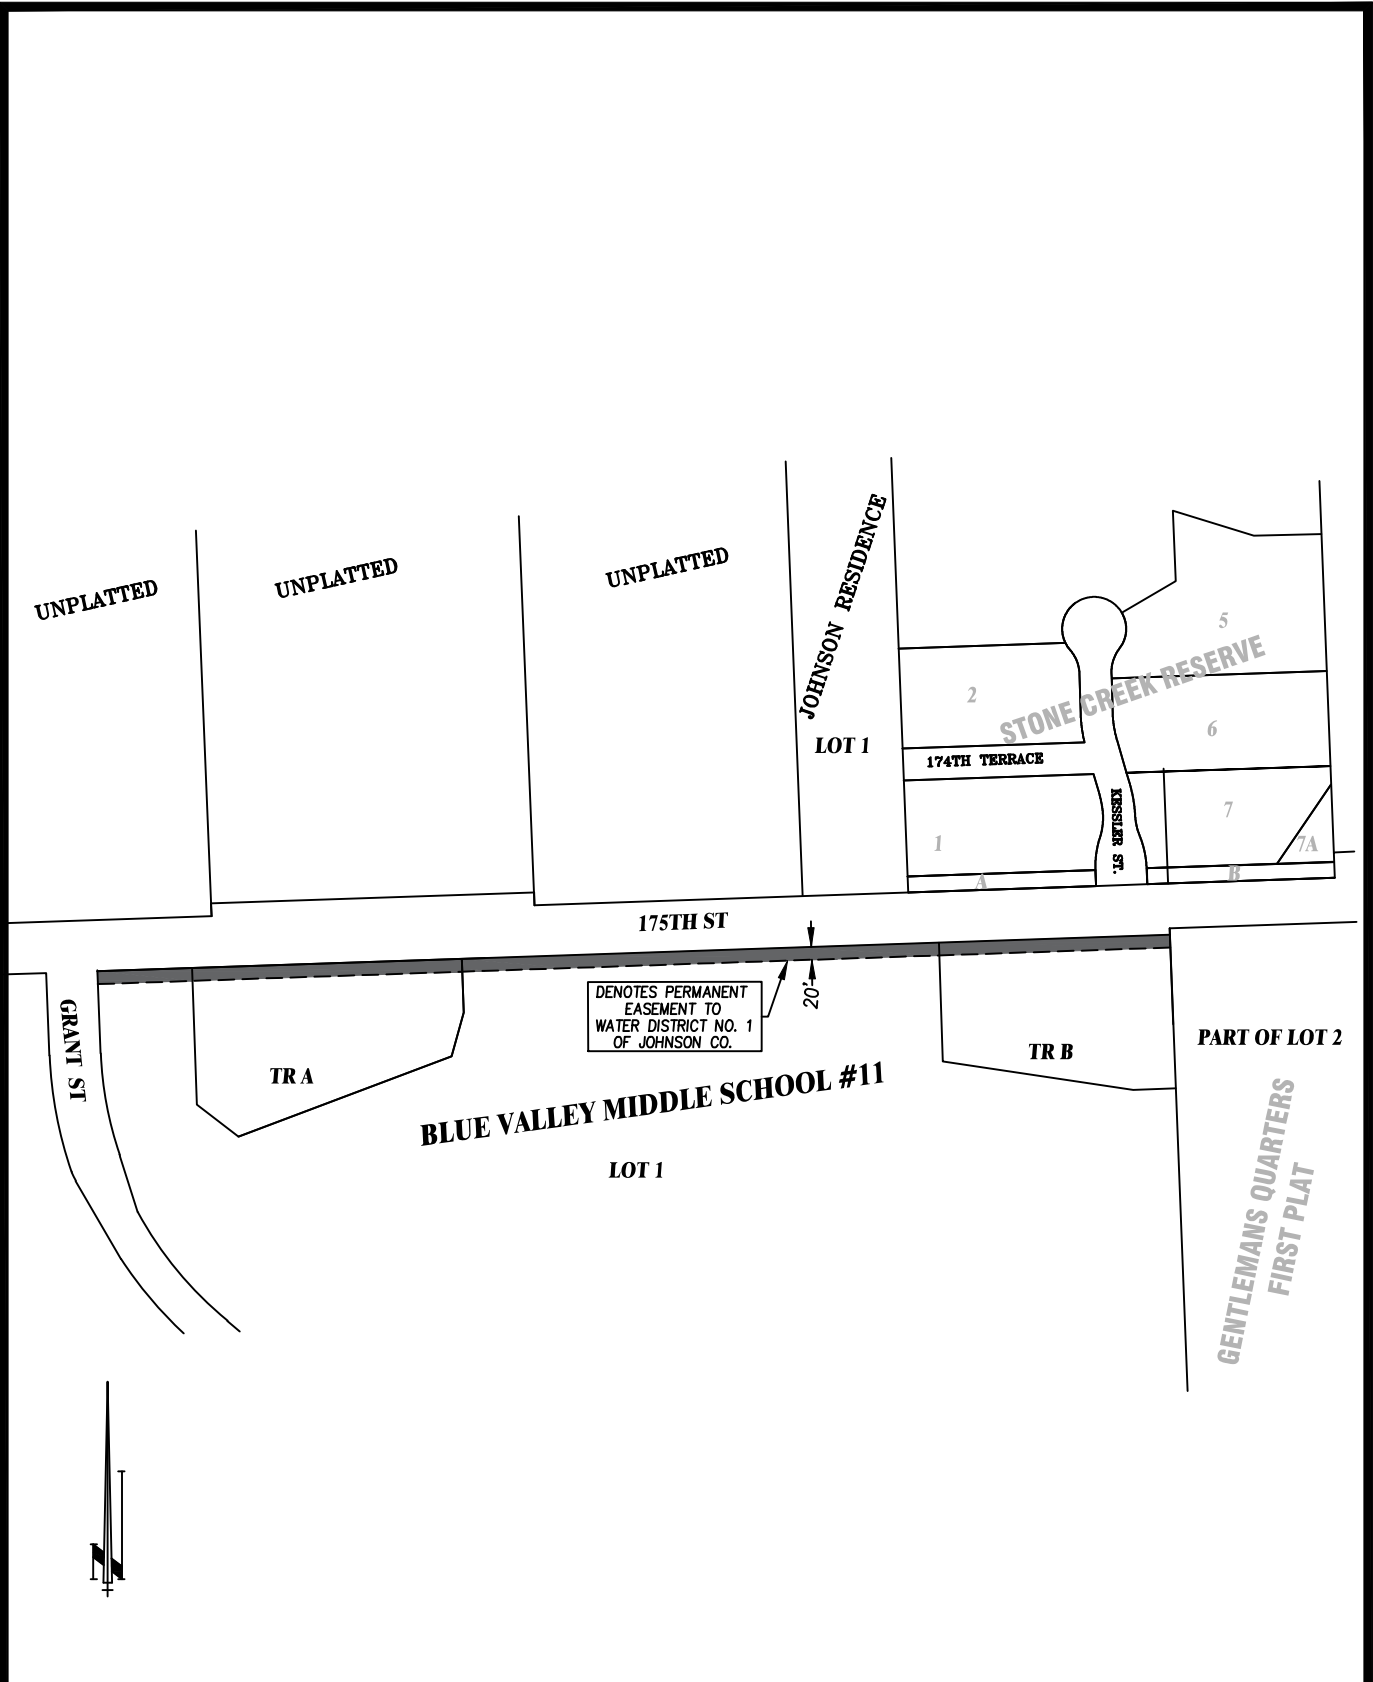 UNPLATTED
UNPLATTED
UNPLATTED
JOHNSON RESIDENCE
LOT 1
2
5
STONE CREEK RESERVE
6
174TH TERRACE
KESSLER ST.
1
7
7A
A
B
175TH ST
20'
DENOTES PERMANENT
EASEMENT TO
WATER DISTRICT NO. 1
OF JOHNSON CO.
GRANT ST
TR A
TR B
PART OF LOT 2
BLUE VALLEY MIDDLE SCHOOL #11
LOT 1
GENTLEMANS QUARTERS
FIRST PLAT
N